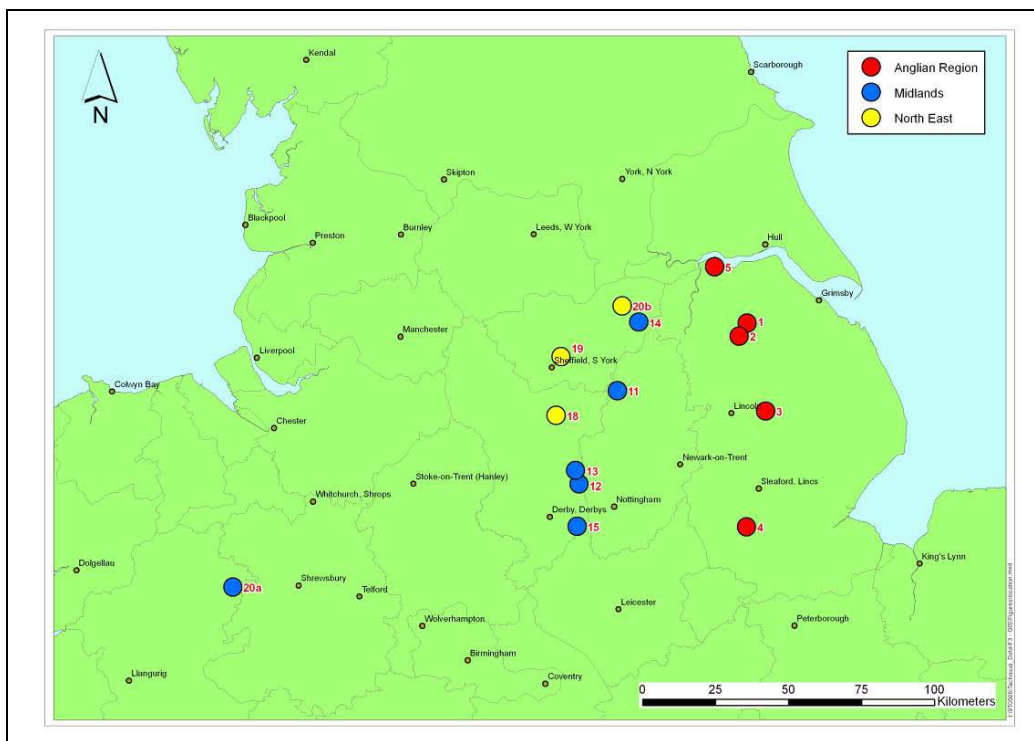 Kendal
Scarborough
Anglian Region
Midlands
North East
N
Skipton
York, N York
Blackpool
Preston
Burnley
Leeds, W York
Hull
5
Grimsby
20b
14
1
2
Manchester
19
Liverpool
Sheffield, S York
Colwyn Bay
11
Lincoln
3
Chester
18
Newark-on-Trent
13
Stoke-on-Trent (Hanley)
12
Sleaford, Lincs
Whitchurch, Shrops
Nottingham
Derby, Derbys
15
4
Dolgellau
King's Lynn
20a
Shrewsbury
Telford
Leicester
Wolverhampton
Peterborough
Birmingham
Llangurig
Coventry
0 25 50 75 100
Kilometers